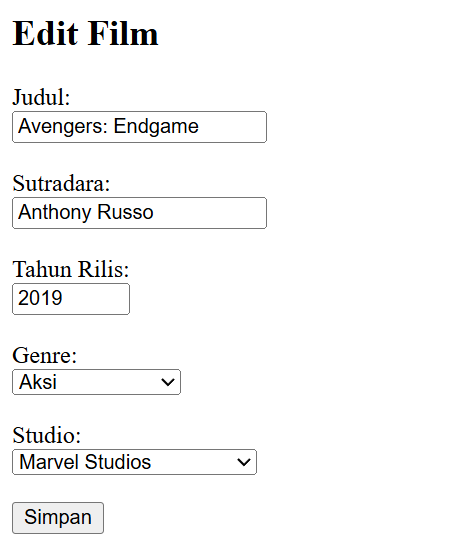 Edit Film
Judul:
Avengers: Endgame
Sutradara:
Anthony Russo
Tahun Rilis:
2019
Genre:
Aksi
Studio:
Marvel Studios
Simpan